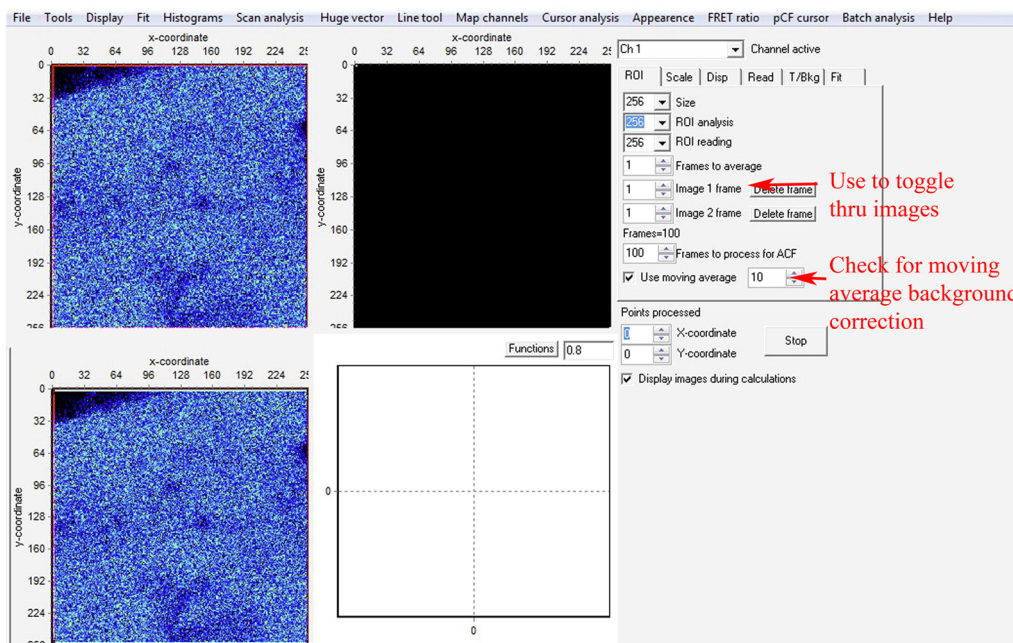 File Tools Display Fit Histograms Scan analysis Huge vector Line tool Map channels Cursor analysis Appearence FRET ratio pCF cursor Batch analysis Help
x-coordinate
0 32 64 96 128 160 192 224 25
0
32
64
96
128
160
192
224
256
y-coordinate
x-coordinate
0 32 64 96 128 160 192 224 25
0
32
64
96
128
160
192
224
256
y-coordinate
Ch 1 Channel active
ROI Scale Disp Read T/Bkg Fit
256 Size
256 ROI analysis
256 ROI reading
1 Frames to average
1 Image 1 frame Delete frame
1 Image 2 frame Delete frame
Frames=100
100 Frames to process for ACF
Use moving average 10
Use to toggle
thru images
Check for moving
average background
correction
Points processed
0 X-coordinate
0 Y-coordinate
Stop
Display images during calculations
Functions 0.8
0
0
x-coordinate
0 32 64 96 128 160 192 224 25
0
32
64
96
128
160
192
224
256
y-coordinate